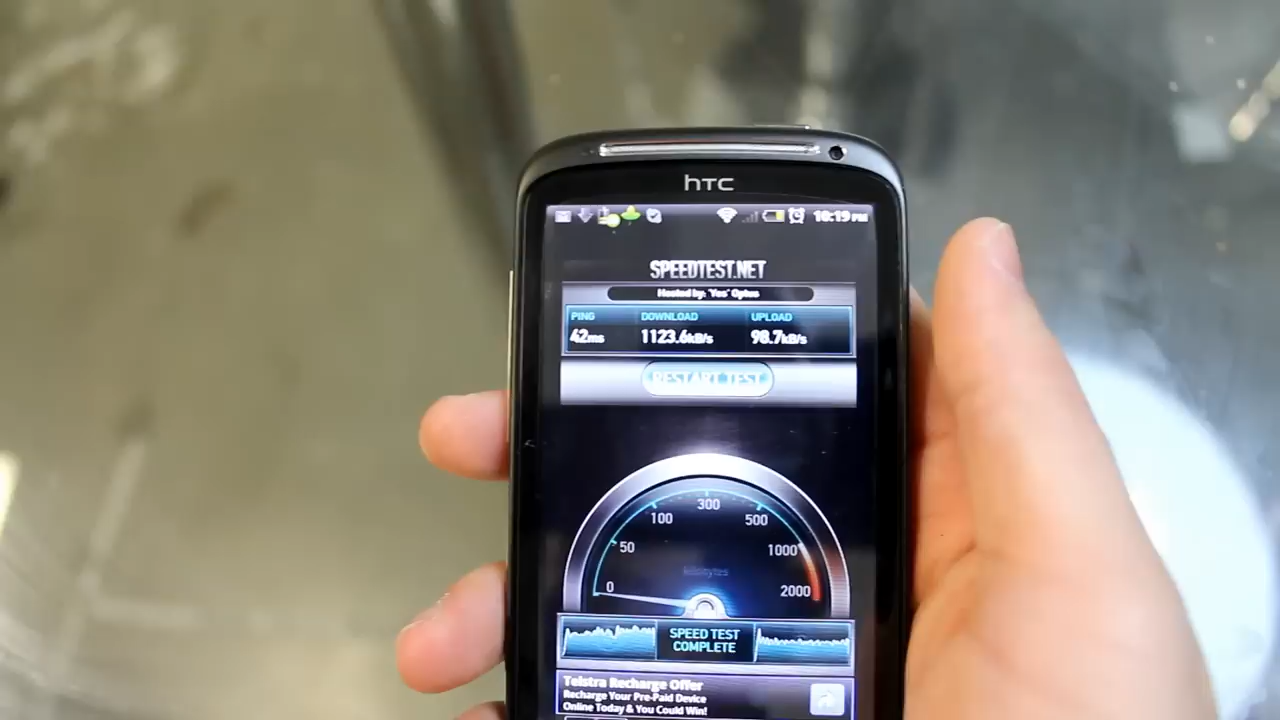 hTC
10:19 PM
SPEEDTEST.NET
Hosted by: 'Yes' Optus
PING DOWNLOAD UPLOAD
42ms 1123.6kB/s 98.7kB/s
RESTART TEST
300
100 500
50 1000
kilobytes
0 2000
SPEED TEST
COMPLETE
Telstra Recharge Offer
Recharge Your Pre-Paid Device
Online Today & You Could Win!